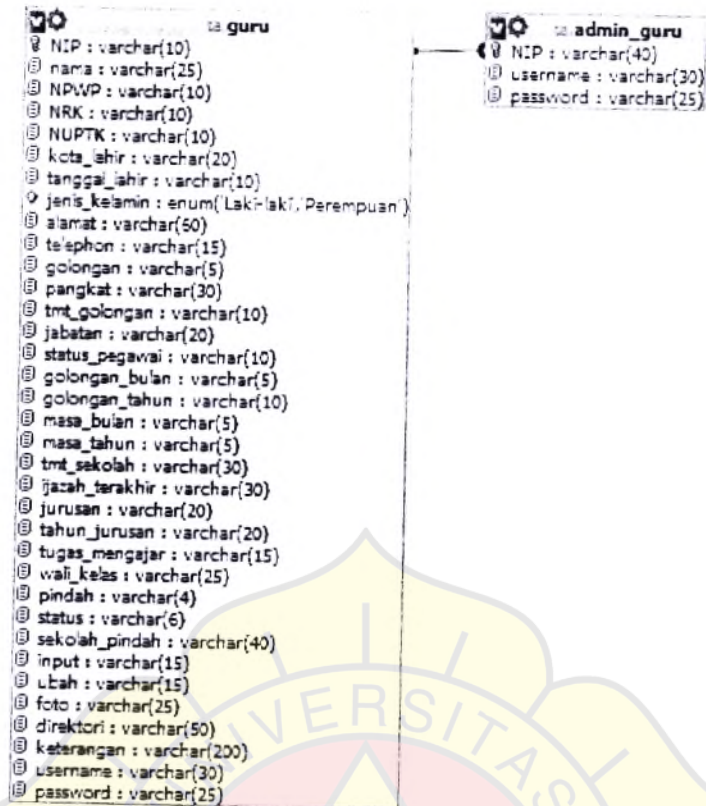 ta guru
NIP : varchar(10)
nama : varchar(25)
NPWP : varchar(10)
NRK : varchar(10)
NUPTK : varchar(10)
kota_lahir : varchar(20)
tanggal_lahir : varchar(10)
jenis_kelamin : enum('Laki-laki','Perempuan')
alamat : varchar(60)
telephon : varchar(15)
golongan : varchar(5)
pangkat : varchar(30)
tmt_golongan : varchar(10)
jabatan : varchar(20)
status_pegawai : varchar(10)
golongan_bulan : varchar(5)
golongan_tahun : varchar(10)
masa_bulan : varchar(5)
masa_tahun : varchar(5)
tmt_sekolah : varchar(30)
ijazah_terakhir : varchar(30)
jurusan : varchar(20)
tahun_jurusan : varchar(20)
tugas_mengajar : varchar(15)
wali_kelas : varchar(25)
pindah : varchar(4)
status : varchar(6)
sekolah_pindah : varchar(40)
input : varchar(15)
ubah : varchar(15)
foto : varchar(25)
direktori : varchar(50)
keterangan : varchar(200)
username : varchar(30)
password : varchar(25)
ta admin_guru
NIP : varchar(40)
username : varchar(30)
password : varchar(25)
NIVERSITAS